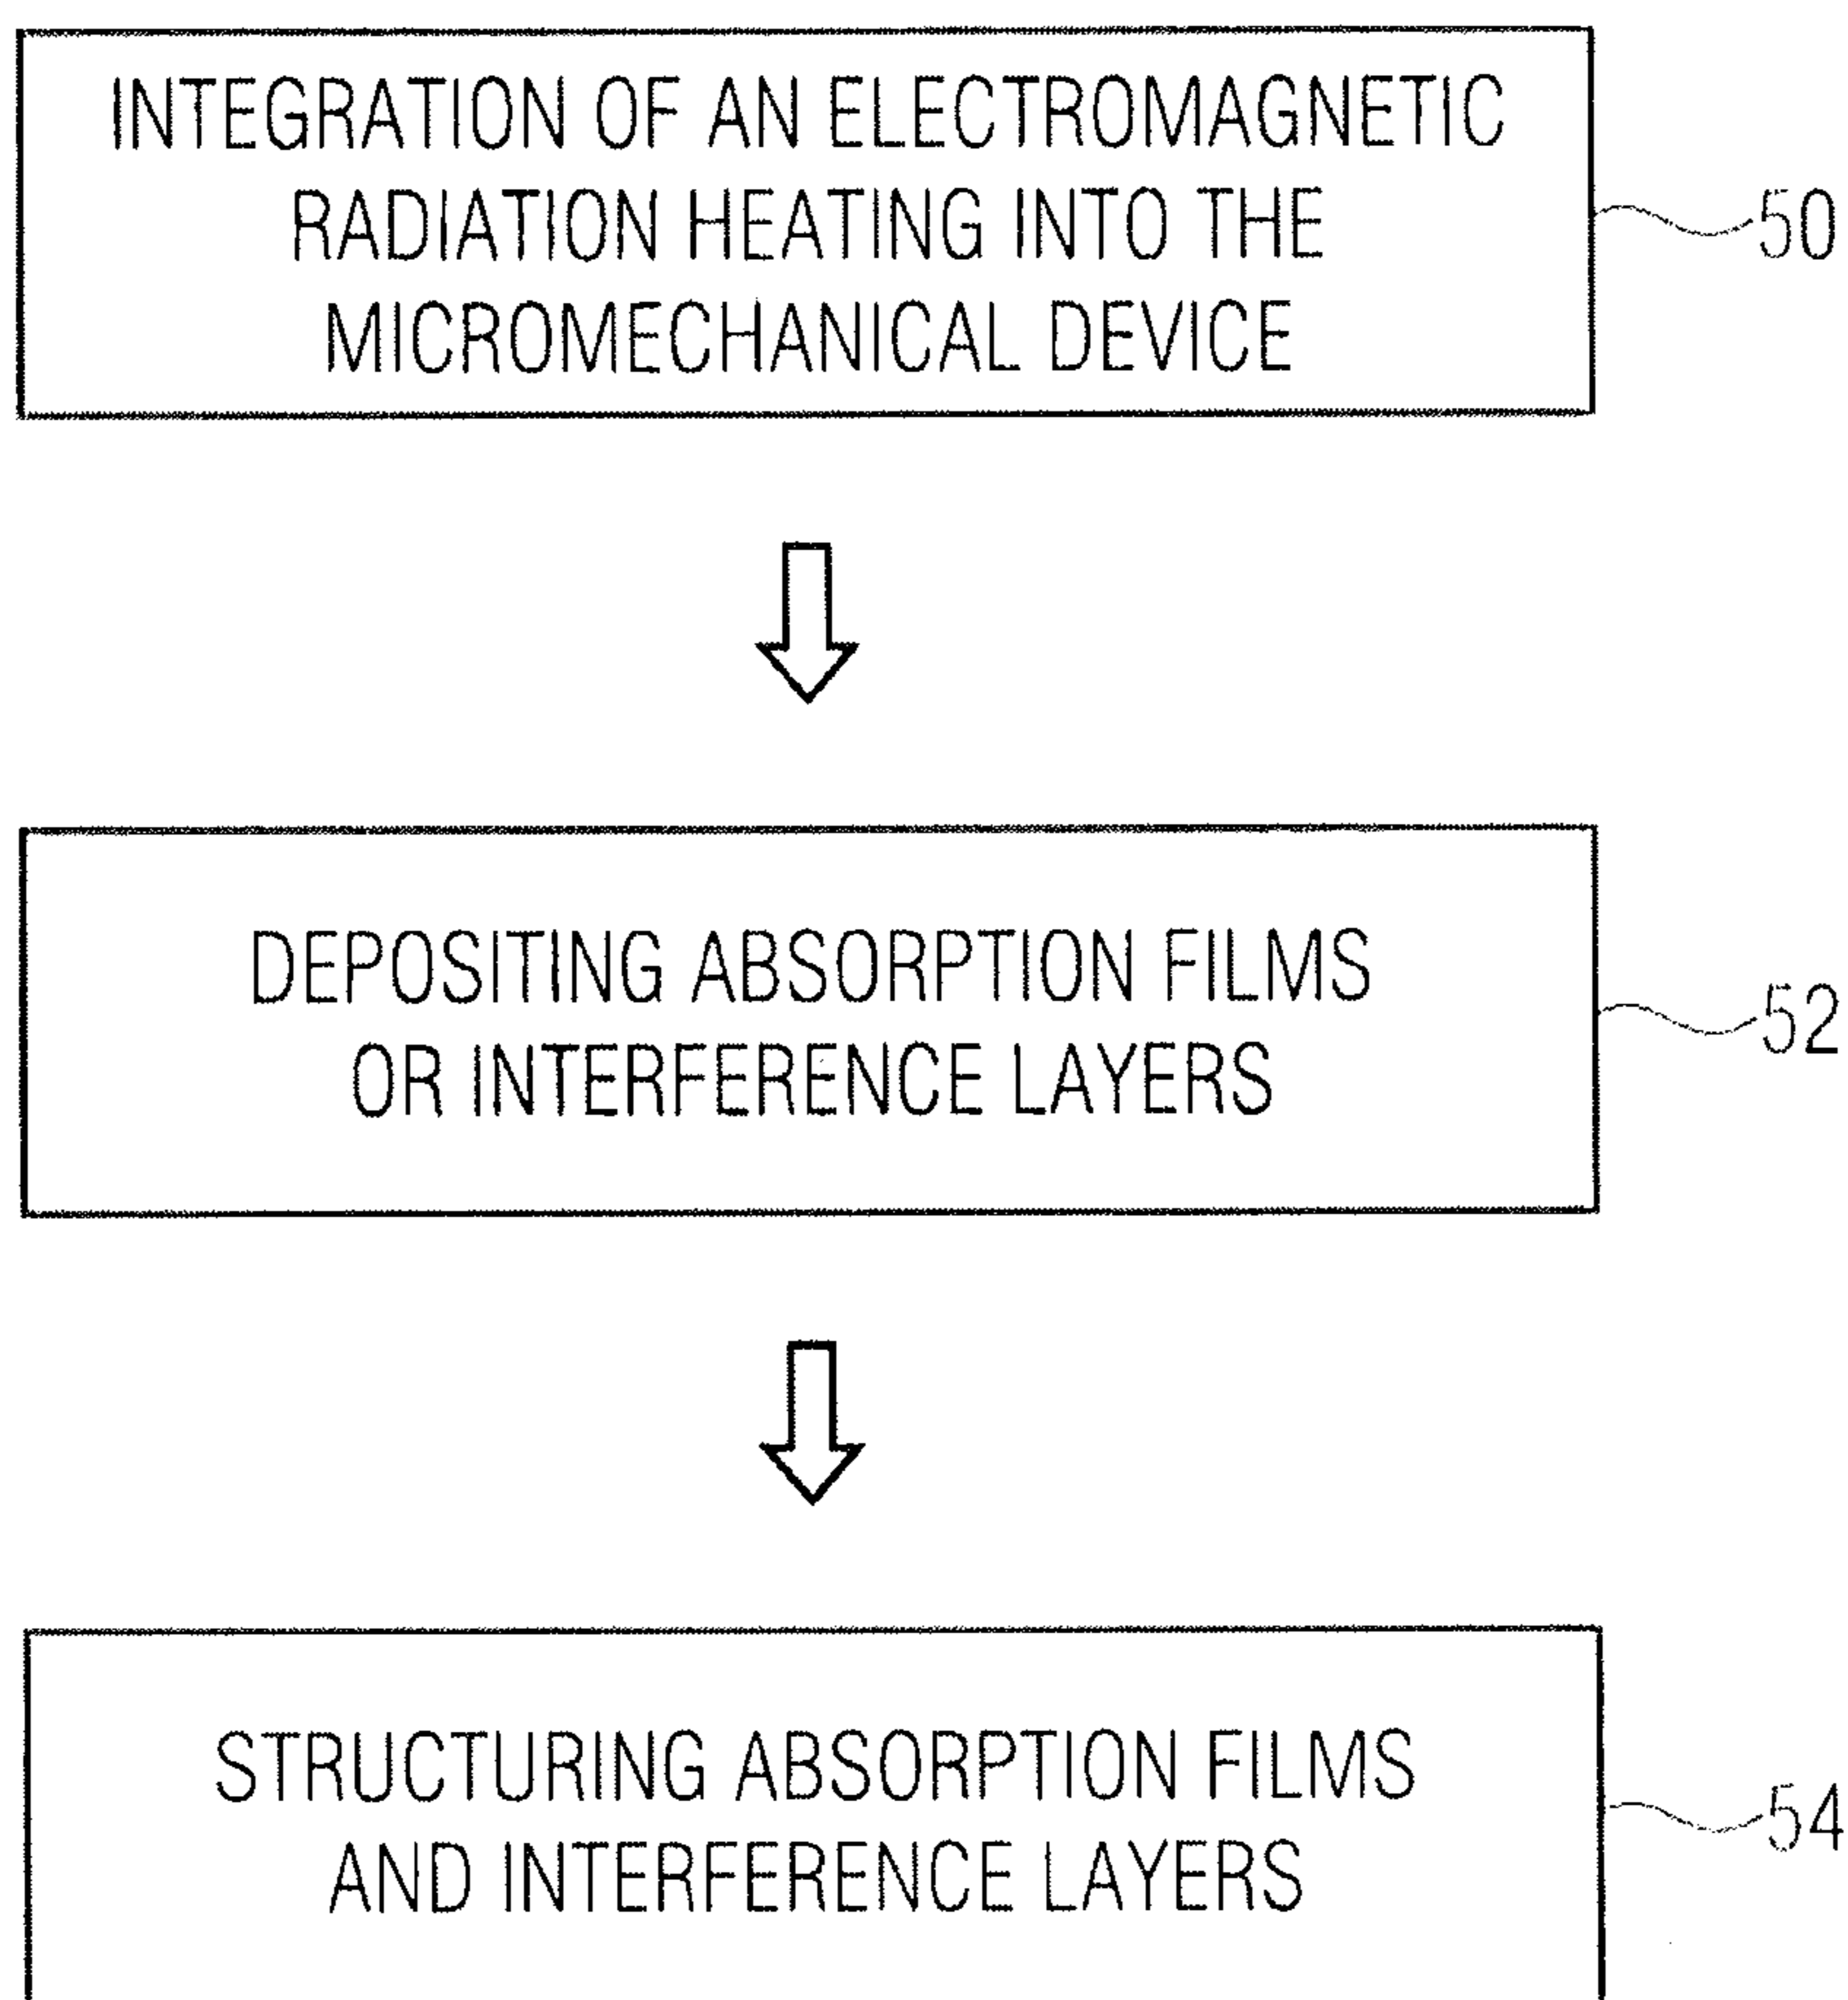 INTEGRATION OF AN ELECTROMAGNETIC
RADIATION HEATING INTO THE
MICROMECHANICAL DEVICE
50
DEPOSITING ABSORPTION FILMS
OR INTERFERENCE LAYERS
52
STRUCTURING ABSORPTION FILMS
AND INTERFERENCE LAYERS
54